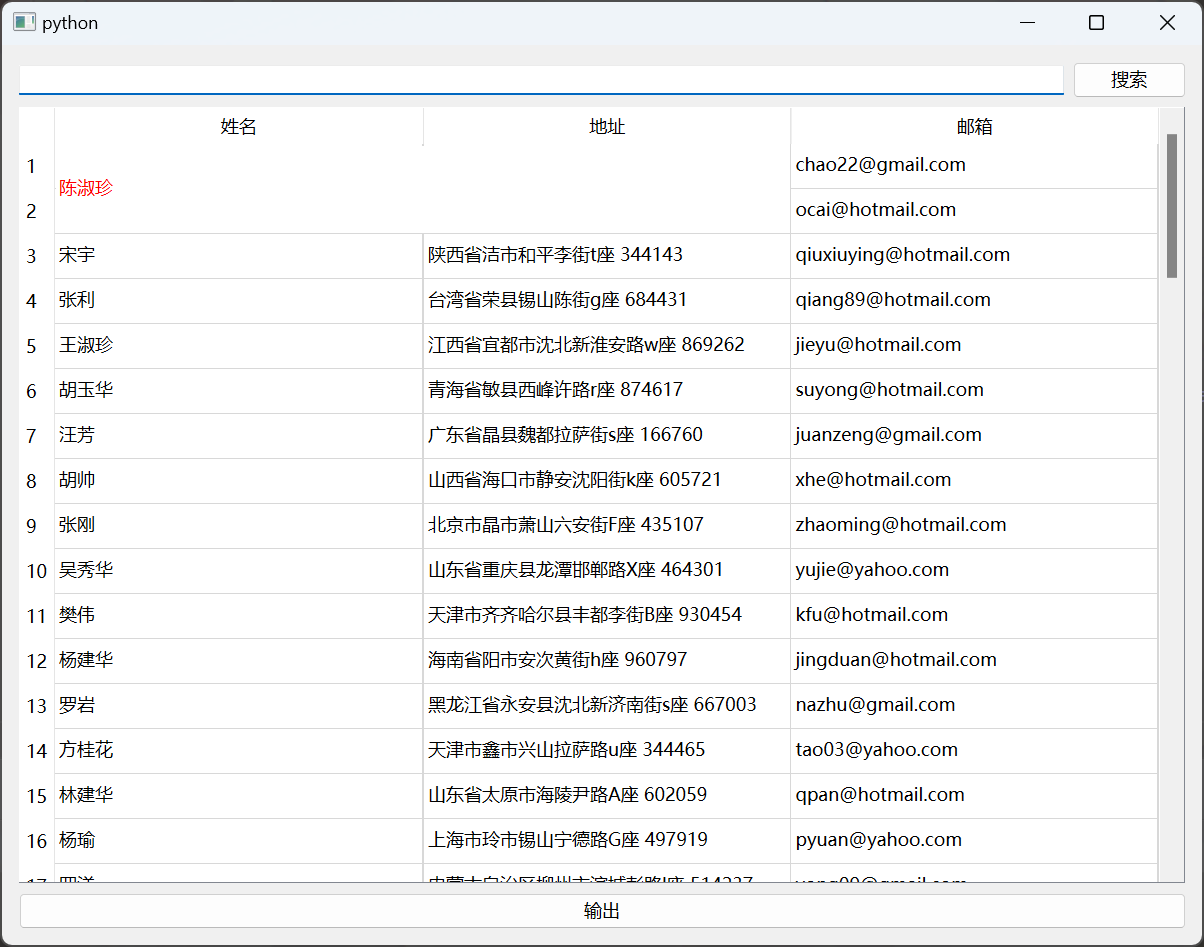 python
搜索
姓名 地址 邮箱
1 陈淑珍 chao22@gmail.com
2 ocai@hotmail.com
3 宋宇 陕西省洁市和平李街t座 344143 qiuxiuying@hotmail.com
4 张利 台湾省荣县锡山陈街g座 684431 qiang89@hotmail.com
5 王淑珍 江西省宜都市沈北新淮安路w座 869262 jieyu@hotmail.com
6 胡玉华 青海省敏县西峰许路r座 874617 suyong@hotmail.com
7 汪芳 广东省晶县魏都拉萨街s座 166760 juanzeng@gmail.com
8 胡帅 山西省海口市静安沈阳街k座 605721 xhe@hotmail.com
9 张刚 北京市晶市萧山六安街F座 435107 zhaoming@hotmail.com
10 吴秀华 山东省重庆县龙潭邯郸路X座 464301 yujie@yahoo.com
11 樊伟 天津市齐齐哈尔县丰都李街B座 930454 kfu@hotmail.com
12 杨建华 海南省阳市安次黄街h座 960797 jingduan@hotmail.com
13 罗岩 黑龙江省永安县沈北新济南街s座 667003 nazhu@gmail.com
14 方桂花 天津市鑫市兴山拉萨路u座 344465 tao03@yahoo.com
15 林建华 山东省太原市海陵尹路A座 602059 qpan@hotmail.com
16 杨瑜 上海市玲市锡山宁德路G座 497919 pyuan@yahoo.com
输出